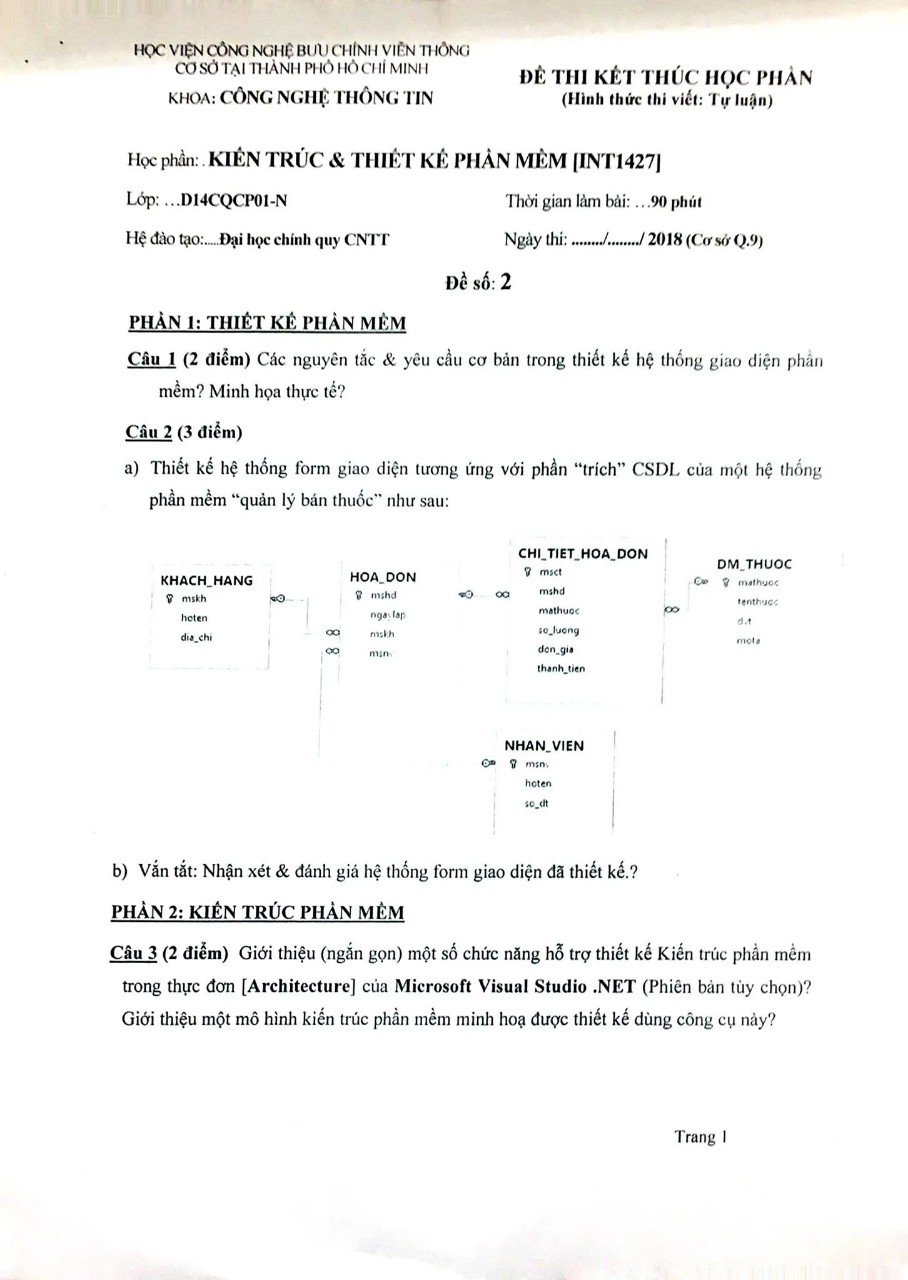 HỌC VIỆN CÔNG NGHỆ BƯU CHÍNH VIỄN THÔNG
CƠ SỞ TẠI THÀNH PHỐ HỒ CHÍ MINH
KHOA: CÔNG NGHỆ THÔNG TIN
ĐỀ THI KẾT THÚC HỌC PHẦN
(Hình thức thi viết: Tự luận)
Học phần: . KIẾN TRÚC & THIẾT KẾ PHẦN MỀM [INT1427]
Lớp: …D14CQCP01-N
Thời gian làm bài: …90 phút
Hệ đào tạo:.....Đại học chính quy CNTT
Ngày thi: ......../......../ 2018 (Cơ sở Q.9)
Đề số: 2
PHẦN 1: THIẾT KẾ PHẦN MỀM
Câu 1 (2 điểm) Các nguyên tắc & yêu cầu cơ bản trong thiết kế hệ thống giao diện phần
mềm? Minh họa thực tế?
Câu 2 (3 điểm)
a) Thiết kế hệ thống form giao diện tương ứng với phần “trích” CSDL của một hệ thống
phần mềm “quản lý bán thuốc” như sau:
KHACH_HANG
mskh
hoten
dia_chi
HOA_DON
mshd
ngaylap
mskh
msnv
CHI_TIET_HOA_DON
msct
mshd
mathuoc
so_luong
don_gia
thanh_tien
DM_THUOC
mathuoc
tenthuoc
dvt
mota
NHAN_VIEN
msnv
hoten
so_dt
b) Vắn tắt: Nhận xét & đánh giá hệ thống form giao diện đã thiết kế.?
PHẦN 2: KIẾN TRÚC PHẦN MỀM
Câu 3 (2 điểm) Giới thiệu (ngắn gọn) một số chức năng hỗ trợ thiết kế Kiến trúc phần mềm
trong thực đơn [Architecture] của Microsoft Visual Studio .NET (Phiên bản tùy chọn)?
Giới thiệu một mô hình kiến trúc phần mềm minh hoạ được thiết kế dùng công cụ này?
Trang 1